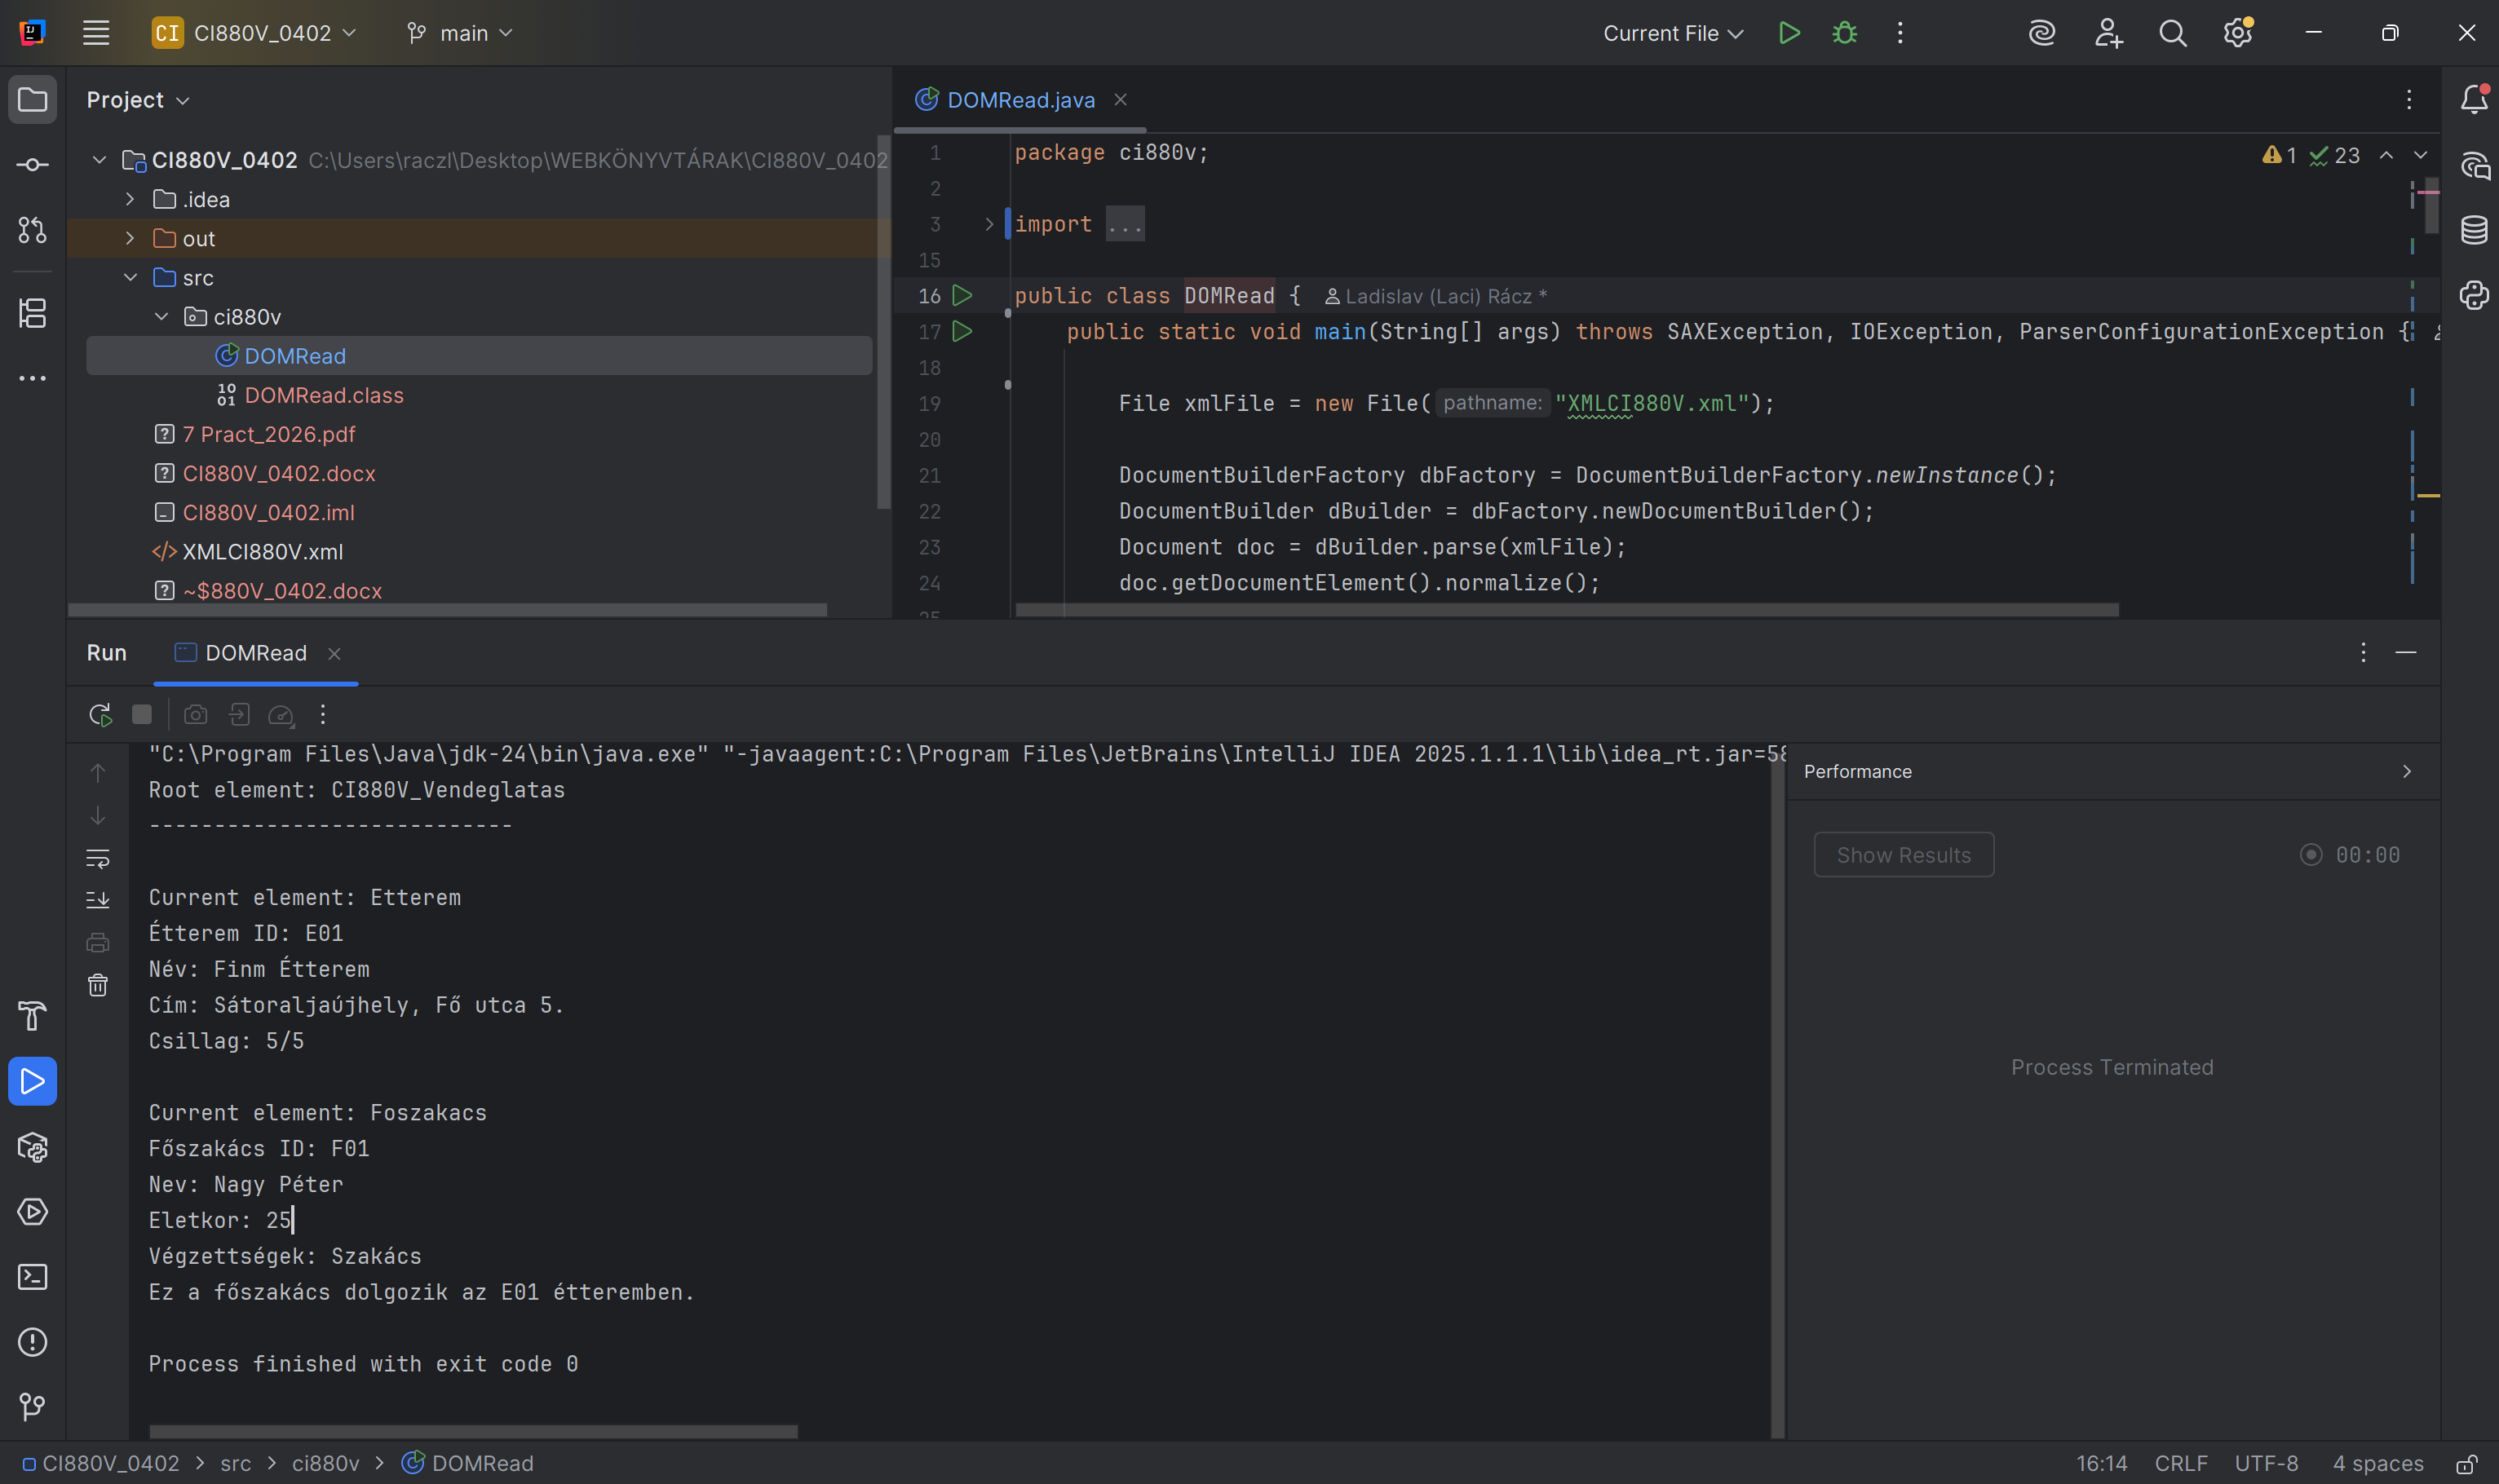 CI CI880V_0402 main Current File
Project
CI880V_0402 C:\Users\raczl\Desktop\WEBKÖNYVTÁRAK\CI880V_0402
.idea
out
src
ci880v
DOMRead
DOMRead.class
7 Pract_2026.pdf
CI880V_0402.docx
CI880V_0402.iml
XMLCI880V.xml
~$880V_0402.docx
DOMRead.java
1 package ci880v;
1 23
2
3 import ...
15
16 public class DOMRead { Ladislav (Laci) Rácz *
17 public static void main(String[] args) throws SAXException, IOException, ParserConfigurationException {
18
19 File xmlFile = new File( pathname: "XMLCI880V.xml");
20
21 DocumentBuilderFactory dbFactory = DocumentBuilderFactory.newInstance();
22 DocumentBuilder dBuilder = dbFactory.newDocumentBuilder();
23 Document doc = dBuilder.parse(xmlFile);
24 doc.getDocumentElement().normalize();
Run DOMRead
"C:\Program Files\Java\jdk-24\bin\java.exe" "-javaagent:C:\Program Files\JetBrains\IntelliJ IDEA 2025.1.1.1\lib\idea_rt.jar=58
Root element: CI880V_Vendeglatas
----------------------------
Current element: Etterem
Étterem ID: E01
Név: Finm Étterem
Cím: Sátoraljaújhely, Fő utca 5.
Csillag: 5/5
Current element: Foszakacs
Főszakács ID: F01
Nev: Nagy Péter
Eletkor: 25
Végzettségek: Szakács
Ez a főszakács dolgozik az E01 étteremben.
Process finished with exit code 0
Performance
Show Results 00:00
Process Terminated
CI880V_0402 > src > ci880v > DOMRead
16:14 CRLF UTF-8 4 spaces